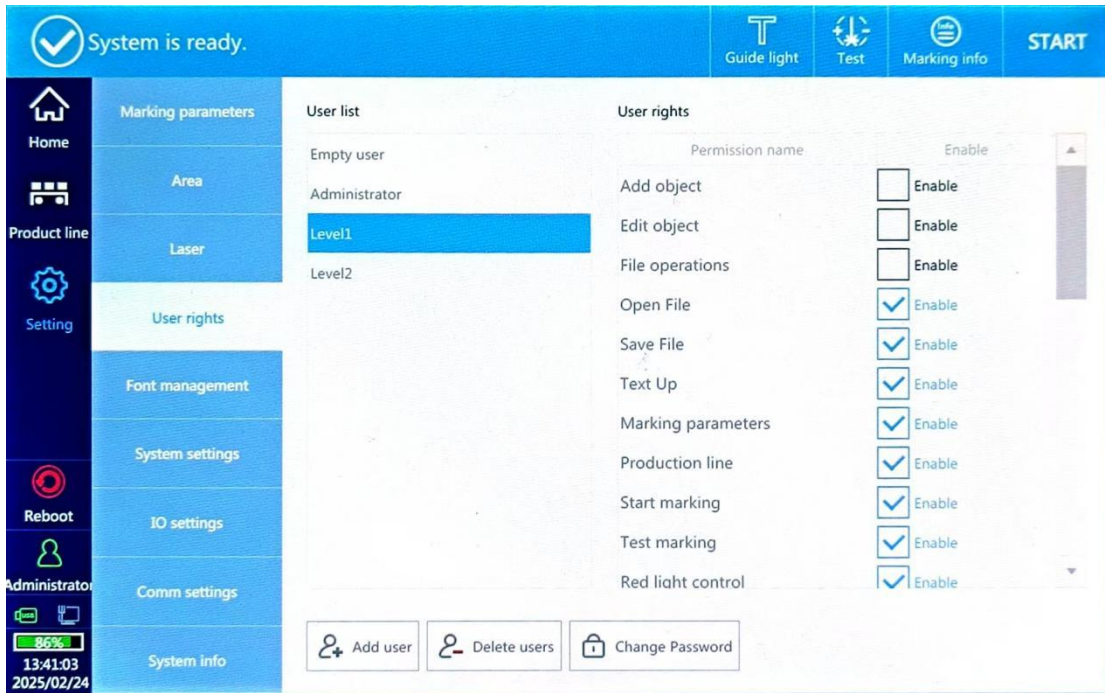 System is ready.
Guide light
Test
Info
Marking info
START
Home
Product line
Setting
Reboot
Administrator
USB
86%
13:41:03
2025/02/24
Marking parameters
Area
Laser
User rights
Font management
System settings
IO settings
Comm settings
System info
User list
Empty user
Administrator
Level1
Level2
User rights
Permission name Enable
Add object Enable
Edit object Enable
File operations Enable
Open File Enable
Save File Enable
Text Up Enable
Marking parameters Enable
Production line Enable
Start marking Enable
Test marking Enable
Red light control Enable
Add user
Delete users
Change Password